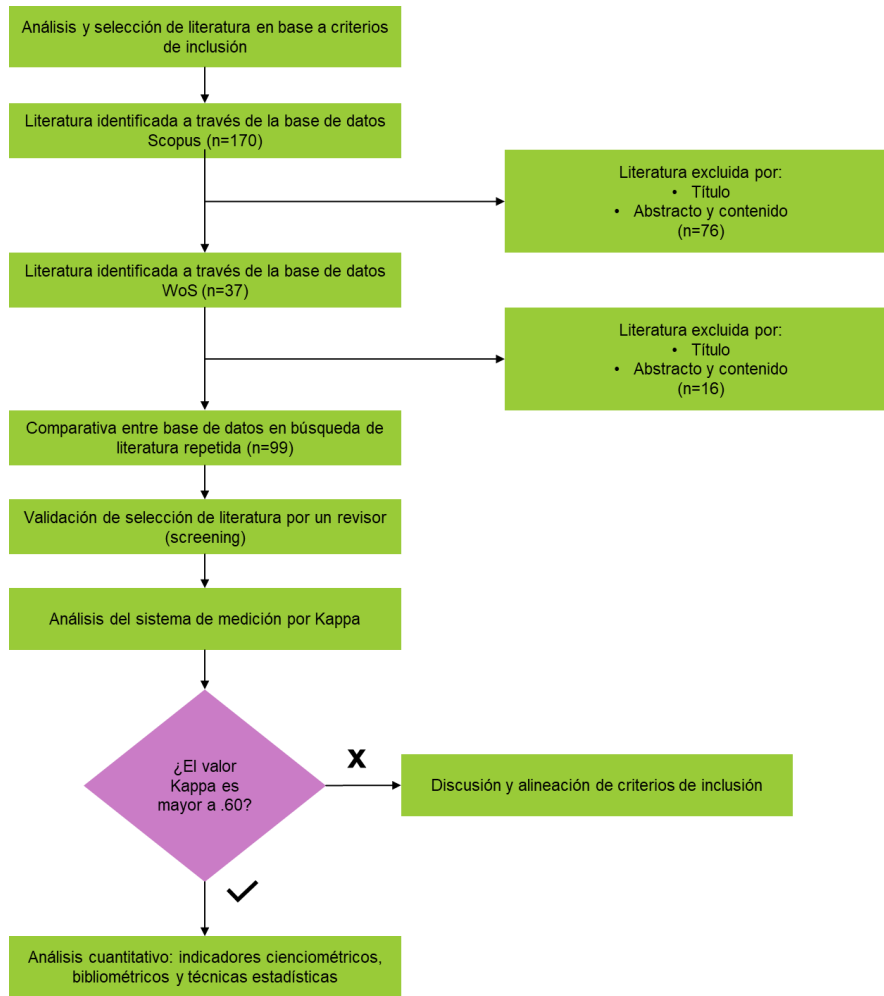 Análisis y selección de literatura en base a criterios
de inclusión
Literatura identificada a través de la base de datos
Scopus (n=170)
Literatura excluida por:
• Título
• Abstracto y contenido
(n=76)
Literatura identificada a través de la base de datos
WoS (n=37)
Literatura excluida por:
• Título
• Abstracto y contenido
(n=16)
Comparativa entre base de datos en búsqueda de
literatura repetida (n=99)
Validación de selección de literatura por un revisor
(screening)
Análisis del sistema de medición por Kappa
¿El valor
Kappa es
mayor a .60?
X
Discusión y alineación de criterios de inclusión
Análisis cuantitativo: indicadores cienciométricos,
bibliométricos y técnicas estadísticas